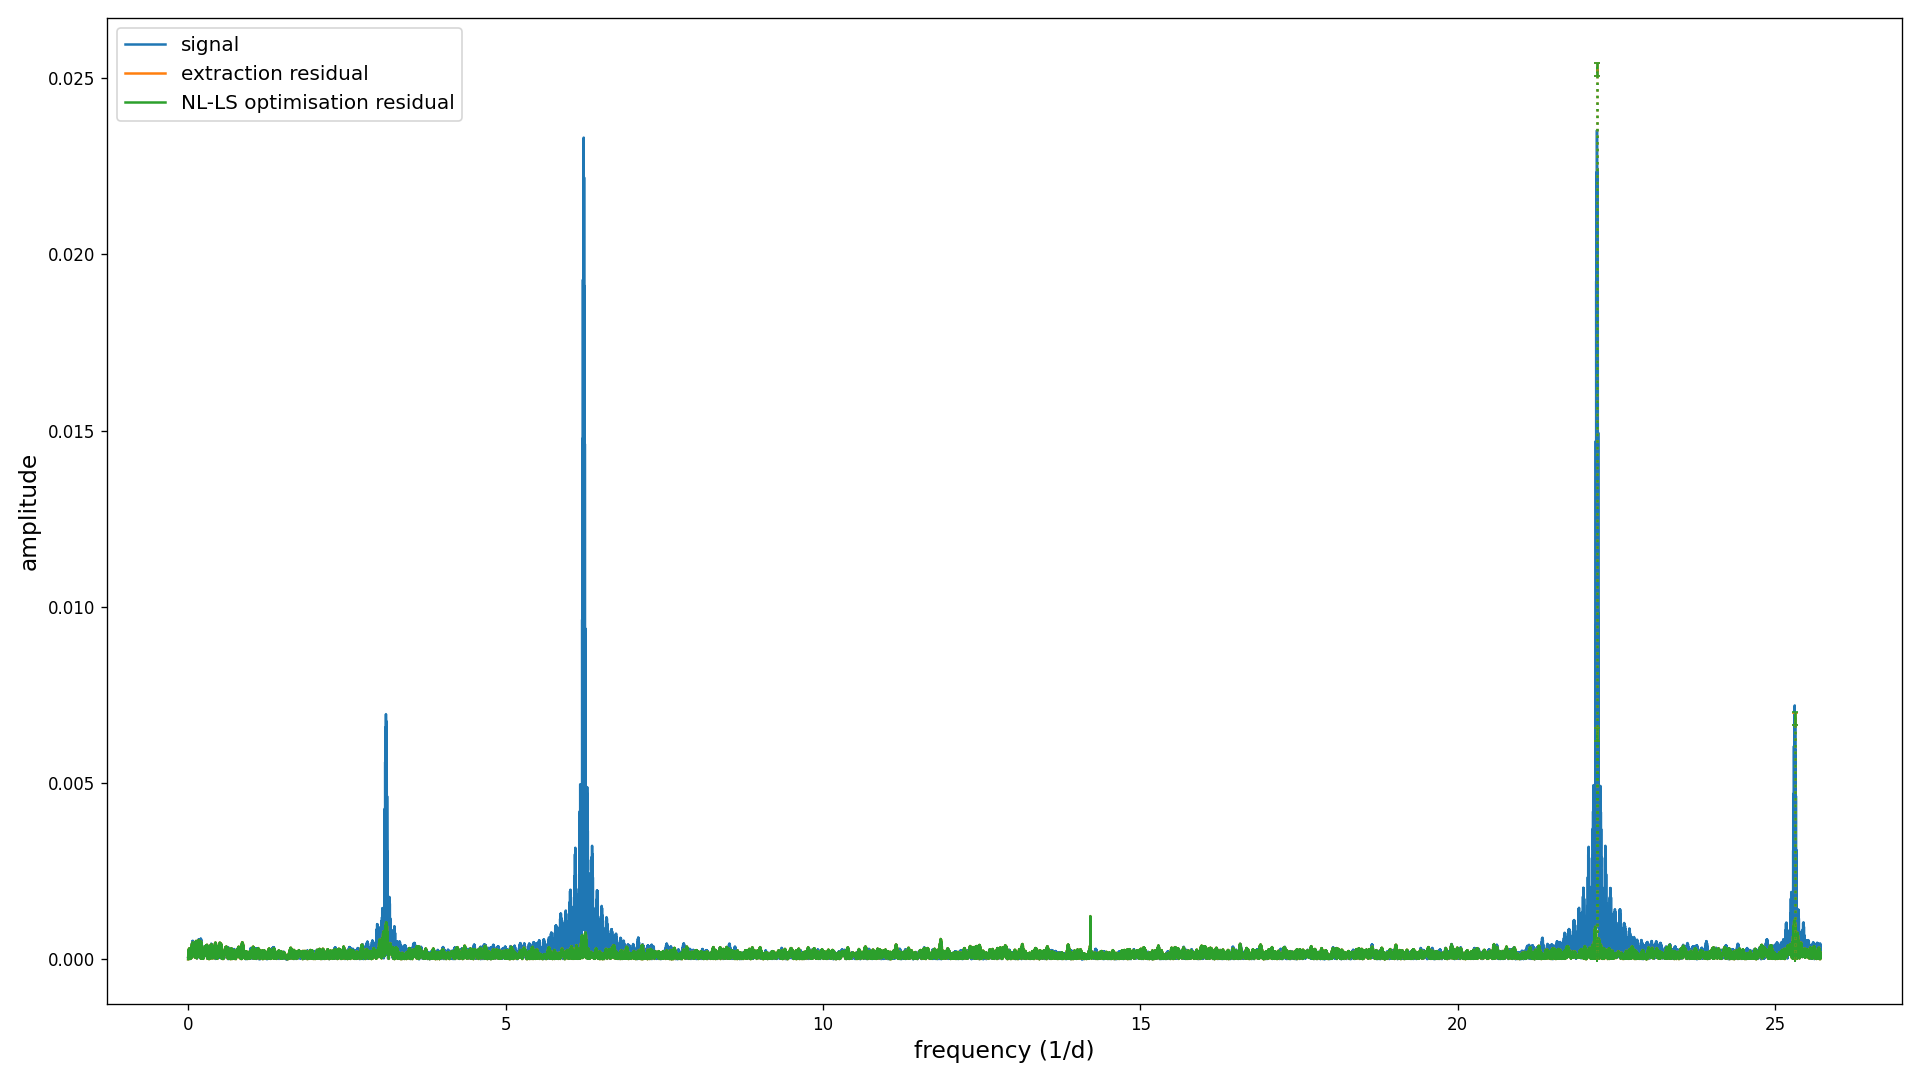 signal
extraction residual
NL-LS optimisation residual
amplitude
0.025
0.020
0.015
0.010
0.005
0.000
0 5 10 15 20 25
frequency (1/d)